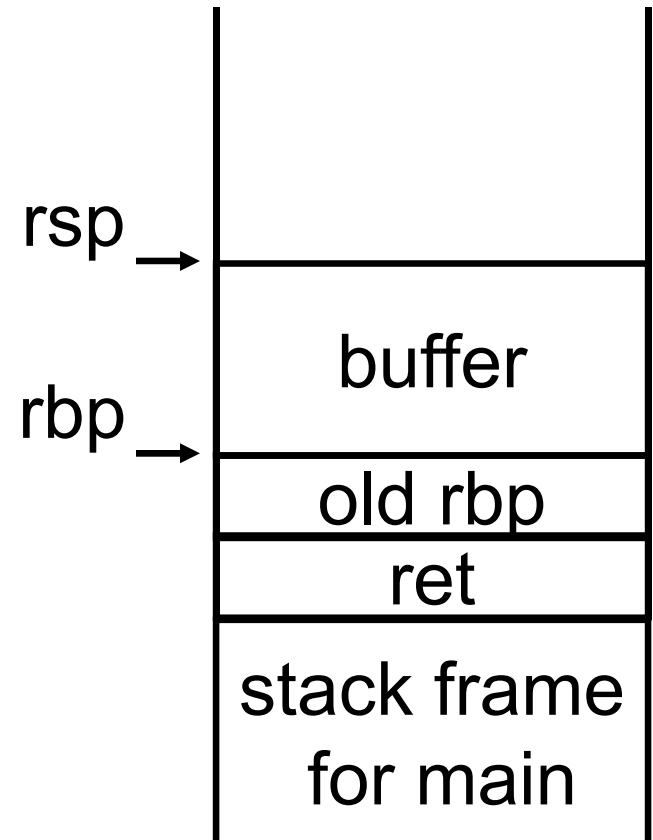 rsp
buffer
rbp
old rbp
ret
stack frame
for main